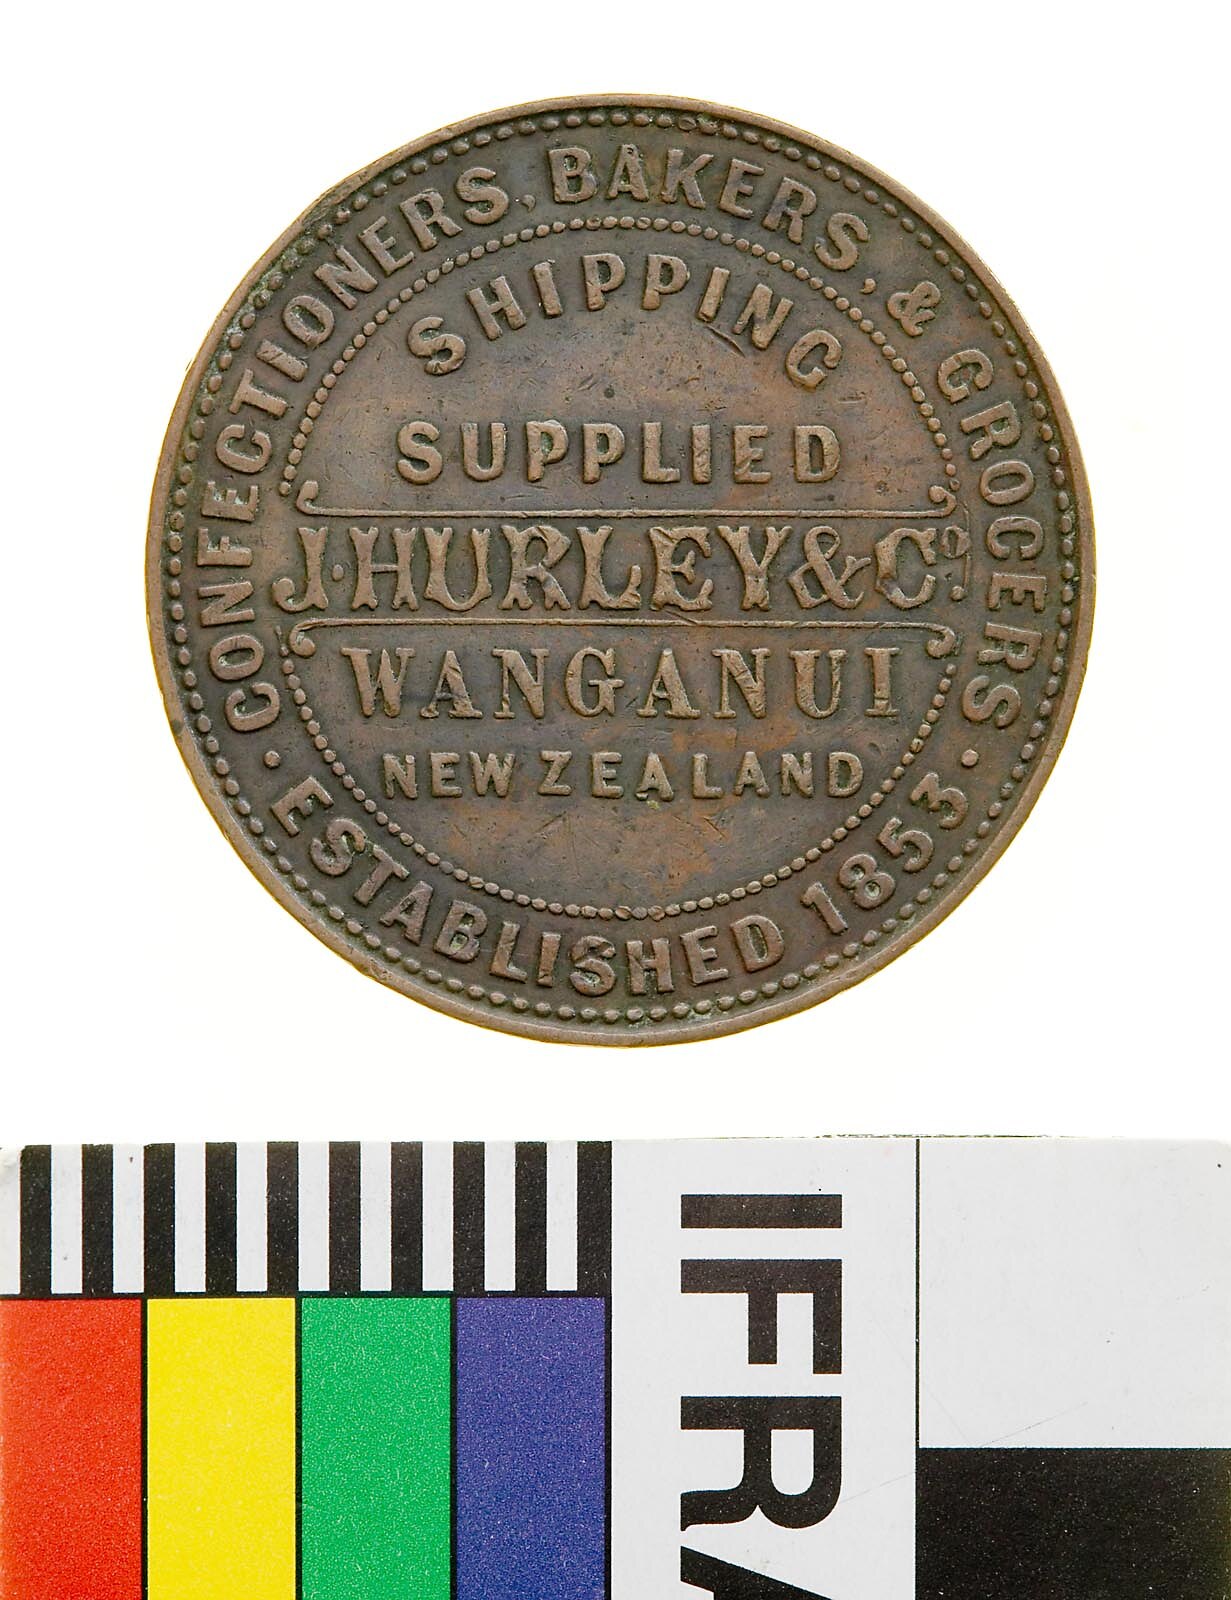 CONFECTIONERS, BAKERS, & GROCERS
SHIPPING
SUPPLIED
J. HURLEY & Co.
WANGANUI
NEW ZEALAND
· ESTABLISHED 1853 ·
IFRA